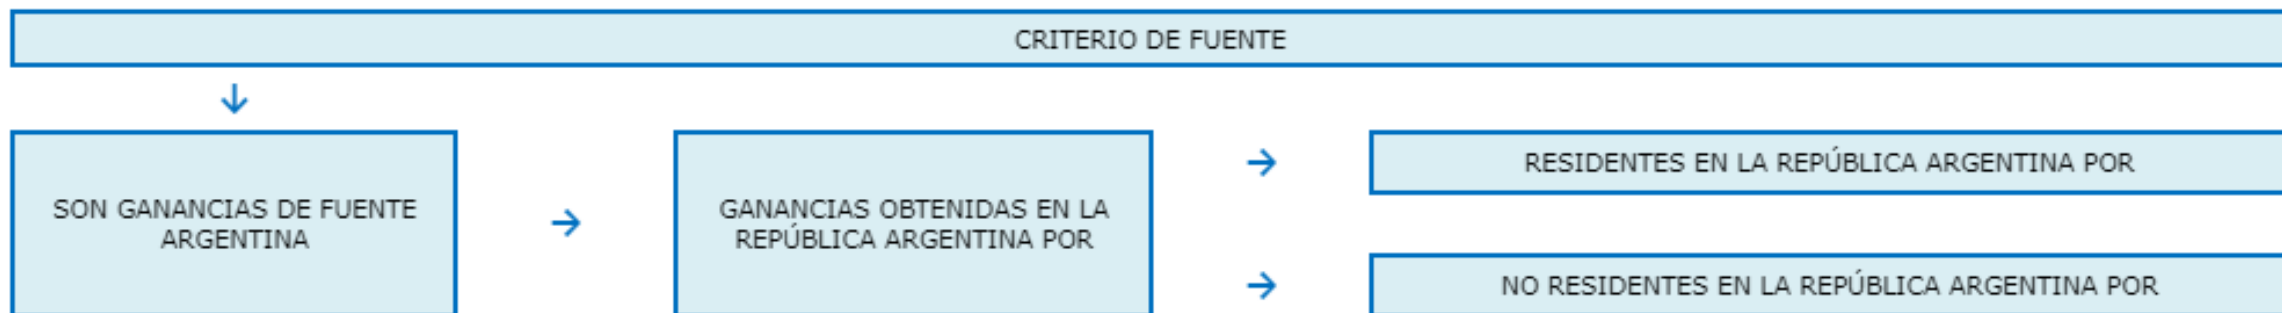 CRITERIO DE FUENTE
SON GANANCIAS DE FUENTE
ARGENTINA
GANANCIAS OBTENIDAS EN LA
REPÚBLICA ARGENTINA POR
RESIDENTES EN LA REPÚBLICA ARGENTINA POR
NO RESIDENTES EN LA REPÚBLICA ARGENTINA POR